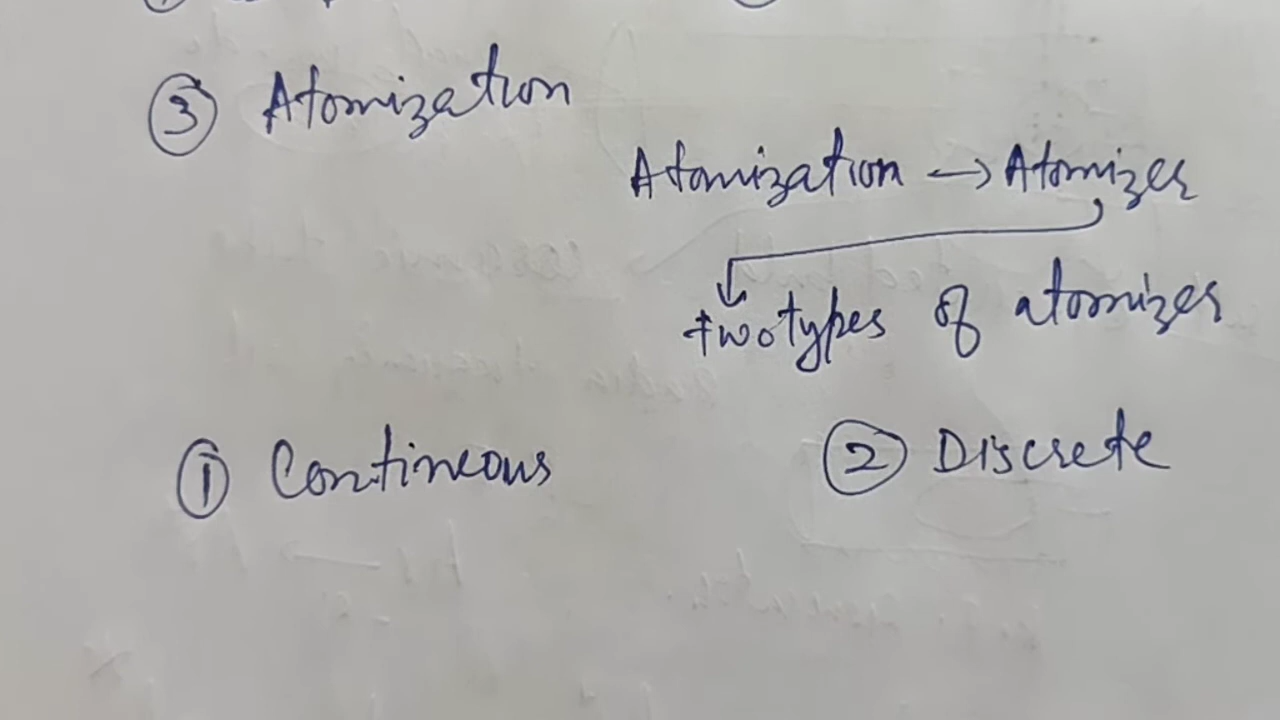 ③ Atomization
Atomization → Atomizer
two types of atomizer
① Contineous ② Discrete